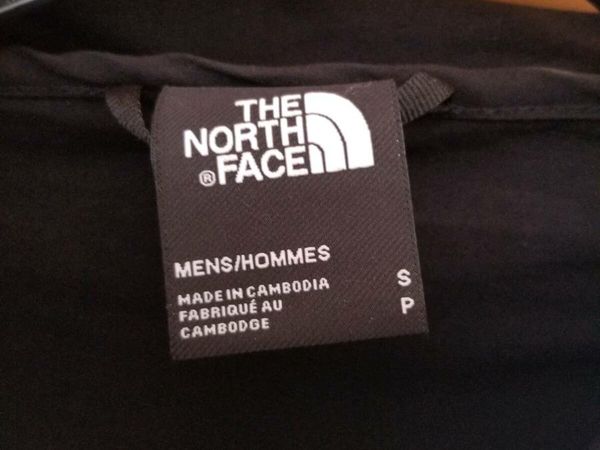 THE
NORTH
®FACE
MENS/HOMMES
MADE IN CAMBODIA
FABRIQUÉ AU
CAMBODGE
S
P